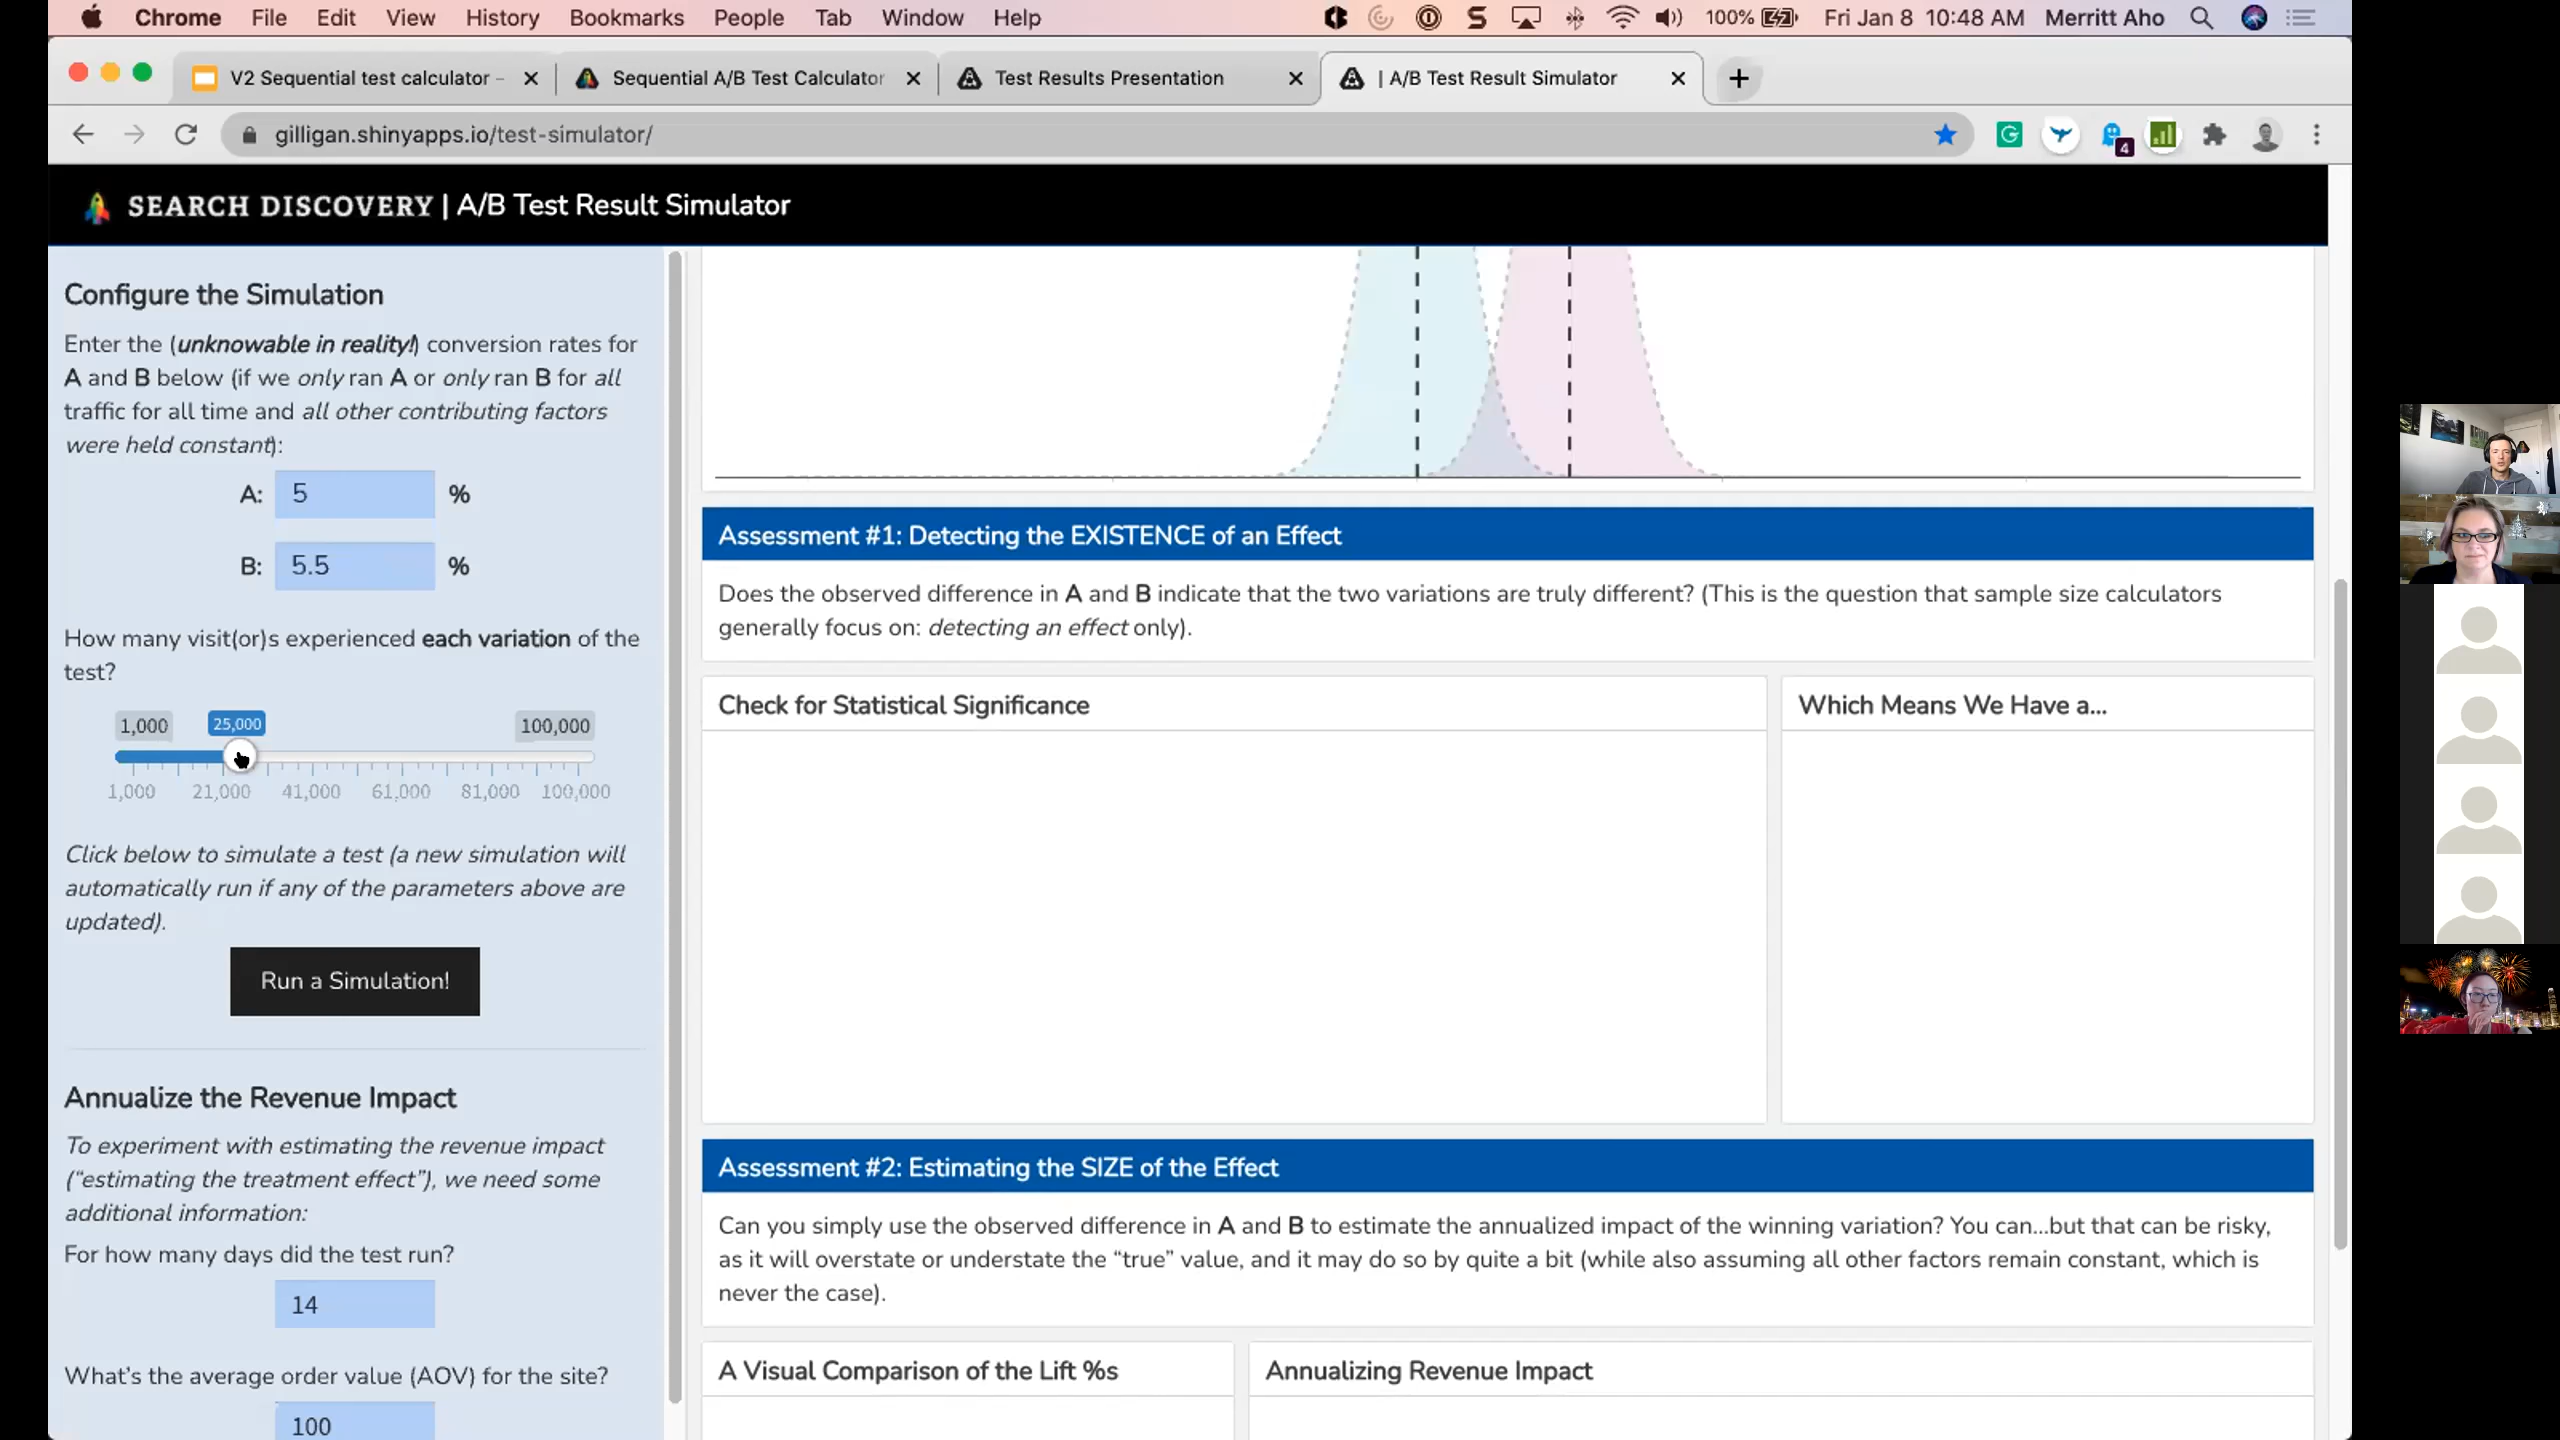 Chrome File Edit View History Bookmarks People Tab Window Help 100% Fri Jan 8 10:48 AM Merritt Aho
V2 Sequential test calculator -
Sequential A/B Test Calculator
Test Results Presentation
| A/B Test Result Simulator
gilligan.shinyapps.io/test-simulator/
4
SEARCH DISCOVERY | A/B Test Result Simulator
Configure the Simulation
Enter the (unknowable in reality!) conversion rates for
A and B below (if we only ran A or only ran B for all
traffic for all time and all other contributing factors
were held constant):
A: 5 %
B: 5.5 %
How many visit(or)s experienced each variation of the
test?
1,000 25,000 100,000
1,000 21,000 41,000 61,000 81,000 100,000
Click below to simulate a test (a new simulation will
automatically run if any of the parameters above are
updated).
Run a Simulation!
Annualize the Revenue Impact
To experiment with estimating the revenue impact
(“estimating the treatment effect”), we need some
additional information:
For how many days did the test run?
14
What’s the average order value (AOV) for the site?
100
Assessment #1: Detecting the EXISTENCE of an Effect
Does the observed difference in A and B indicate that the two variations are truly different? (This is the question that sample size calculators
generally focus on: detecting an effect only).
Check for Statistical Significance
Which Means We Have a...
Assessment #2: Estimating the SIZE of the Effect
Can you simply use the observed difference in A and B to estimate the annualized impact of the winning variation? You can...but that can be risky,
as it will overstate or understate the “true” value, and it may do so by quite a bit (while also assuming all other factors remain constant, which is
never the case).
A Visual Comparison of the Lift %s
Annualizing Revenue Impact